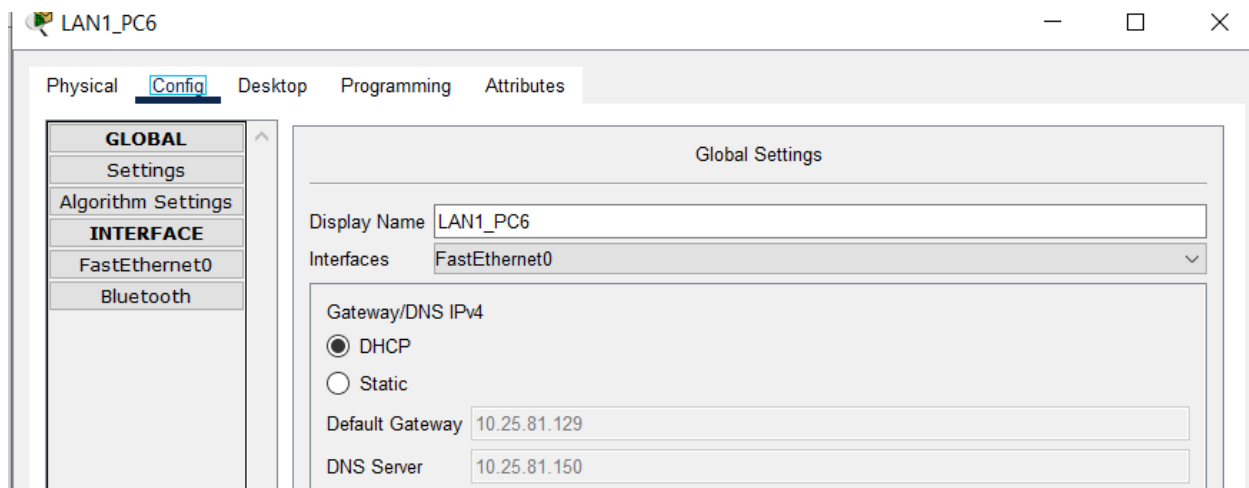 LAN1_PC6
Physical Config Desktop Programming Attributes
GLOBAL
Settings
Algorithm Settings
INTERFACE
FastEthernet0
Bluetooth
Global Settings
Display Name LAN1_PC6
Interfaces FastEthernet0
Gateway/DNS IPv4
DHCP
Static
Default Gateway 10.25.81.129
DNS Server 10.25.81.150